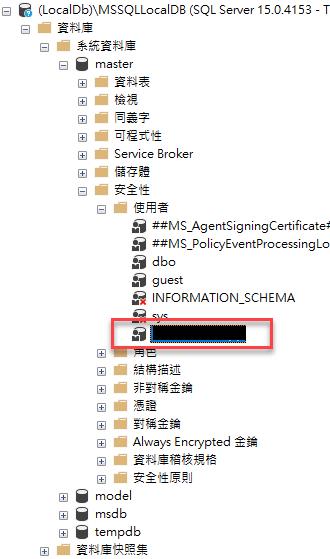 (LocalDb)\MSSQLLocalDB (SQL Server 15.0.4153 - T
資料庫
系統資料庫
master
資料表
檢視
同義字
可程式性
Service Broker
儲存體
安全性
使用者
##MS_AgentSigningCertificate#
##MS_PolicyEventProcessingLo
dbo
guest
INFORMATION_SCHEMA
sys
角色
結構描述
非對稱金鑰
憑證
對稱金鑰
Always Encrypted 金鑰
資料庫稽核規格
安全性原則
model
msdb
tempdb
資料庫快照集